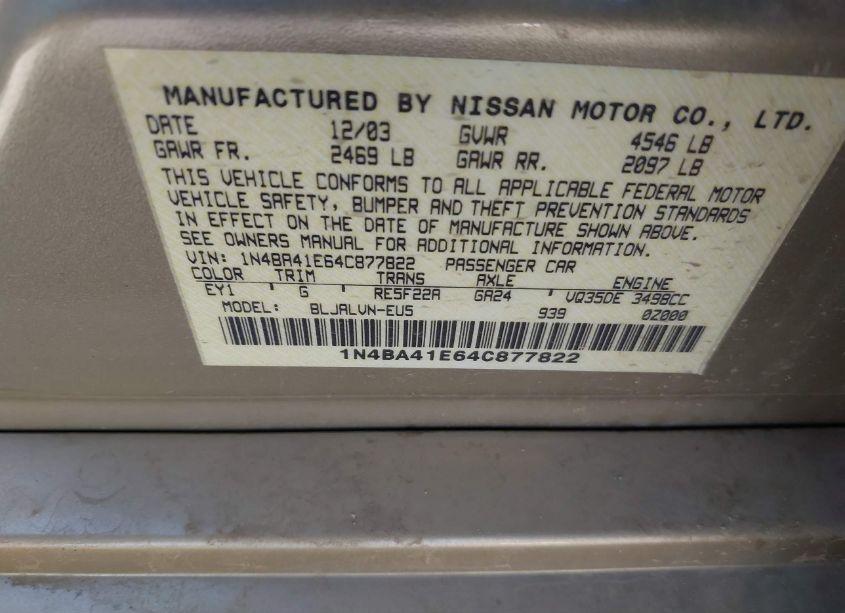 MANUFACTURED BY NISSAN MOTOR CO., LTD.
DATE 12/03 GVWR 4546 LB
GAWR FR. 2469 LB GAWR RR. 2097 LB
THIS VEHICLE CONFORMS TO ALL APPLICABLE FEDERAL MOTOR
VEHICLE SAFETY, BUMPER AND THEFT PREVENTION STANDARDS
IN EFFECT ON THE DATE OF MANUFACTURE SHOWN ABOVE.
SEE OWNERS MANUAL FOR ADDITIONAL INFORMATION.
VIN: 1N4BA41E64C877822 PASSENGER CAR
COLOR TRIM TRANS AXLE ENGINE
EY1 G RE5F22A GA24 VQ35DE 3498CC
MODEL: BLJALVN-EU5 939 0Z000
1N4BA41E64C877822